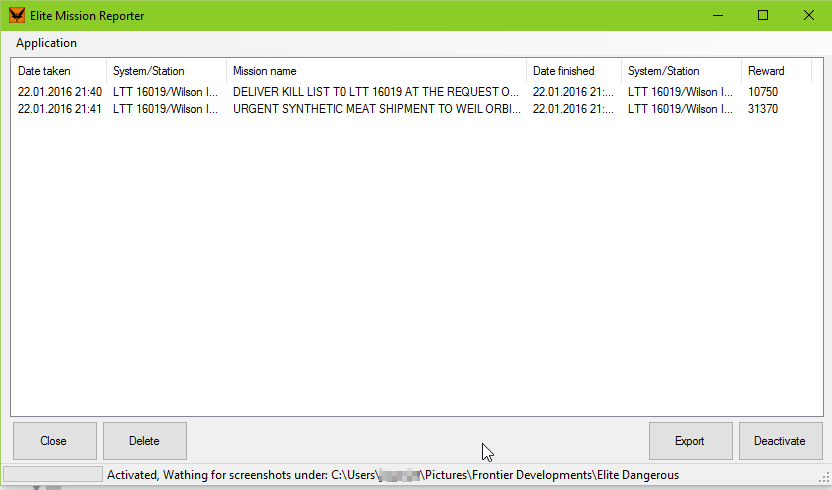 Elite Mission Reporter
Application
Date taken System/Station Mission name Date finished System/Station Reward
22.01.2016 21:40 LTT 16019/Wilson I... DELIVER KILL LIST T0 LTT 16019 AT THE REQUEST O... 22.01.2016 21:... LTT 16019/Wilson I... 10750
22.01.2016 21:41 LTT 16019/Wilson I... URGENT SYNTHETIC MEAT SHIPMENT TO WEIL ORBI... 22.01.2016 21:... LTT 16019/Wilson I... 31370
Close Delete Export Deactivate
Activated, Wathing for screenshots under: C:\Users\ \Pictures\Frontier Developments\Elite Dangerous